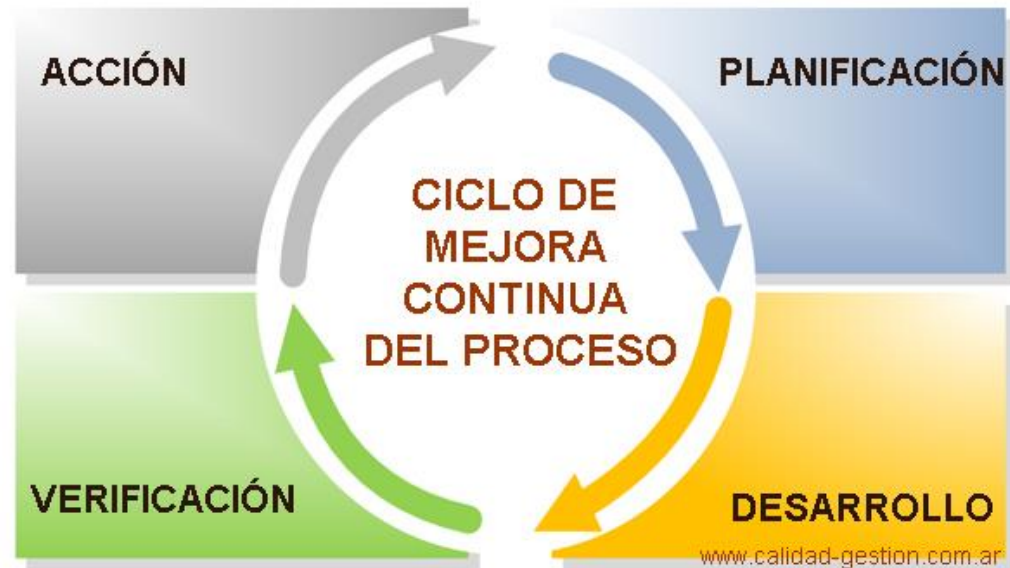 ACCIÓN
PLANIFICACIÓN
CICLO DE
MEJORA
CONTINUA
DEL PROCESO
VERIFICACIÓN
DESARROLLO
www.calidad-gestion.com.ar